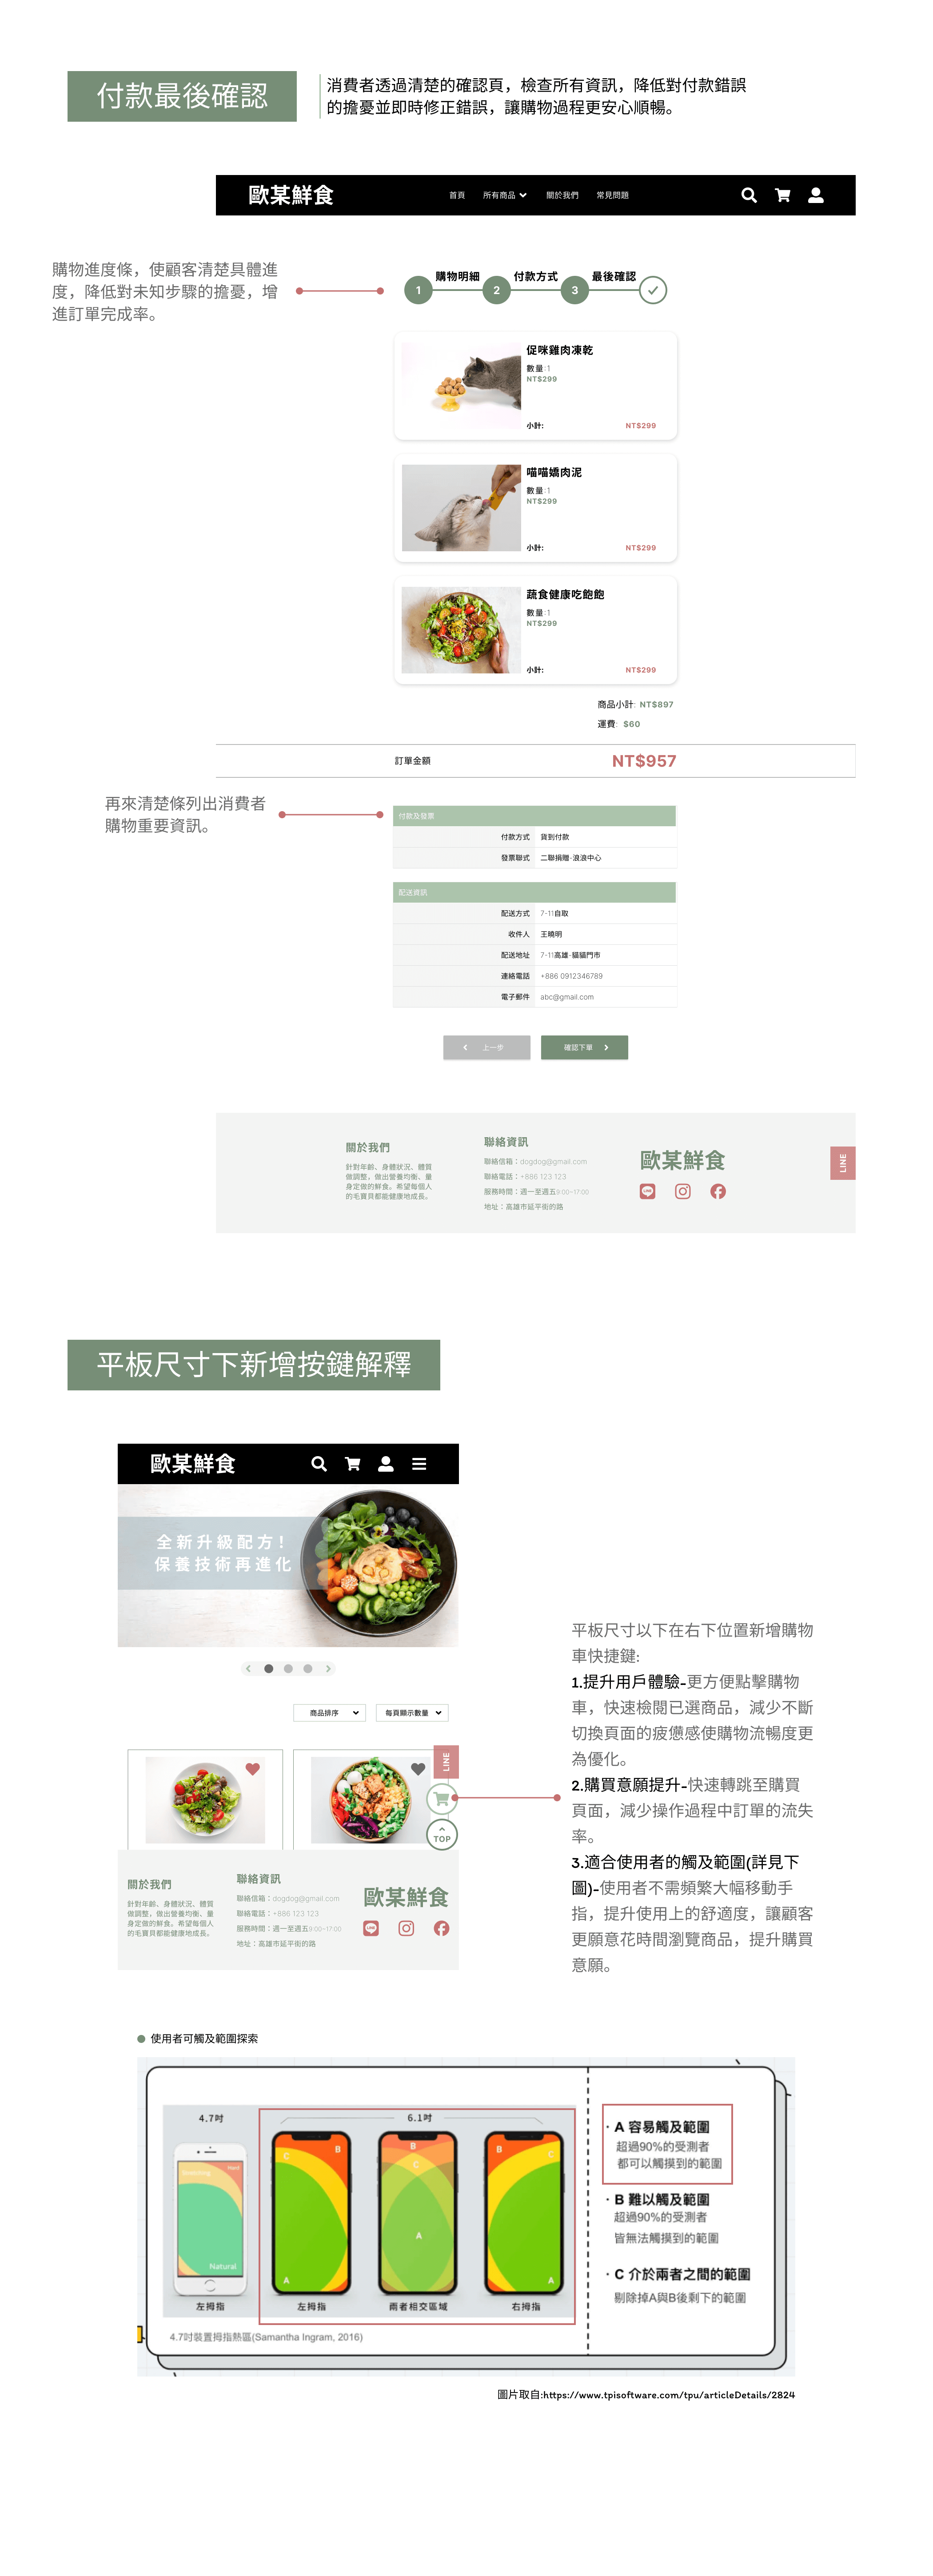 付款最後確認
消費者透過清楚的確認頁，檢查所有資訊，降低對付款錯誤
的擔憂並即時修正錯誤，讓購物過程更安心順暢。
歐某鮮食
首頁 所有商品 關於我們 常見問題
購物進度條，使顧客清楚具體進
度，降低對未知步驟的擔憂，增
進訂單完成率。
1 購物明細 2 付款方式 3 最後確認
促咪雞肉凍乾
數量:1
NT$299
小計: NT$299
喵喵嬌肉泥
數量:1
NT$299
小計: NT$299
蔬食健康吃飽飽
數量:1
NT$299
小計: NT$299
商品小計: NT$897
運費: $60
訂單金額 NT$957
再來清楚條列出消費者
購物重要資訊。
付款及發票
付款方式 貨到付款
發票聯式 二聯捐贈-浪浪中心
配送資訊
配送方式 7-11自取
收件人 王曉明
配送地址 7-11高雄-貓貓門市
連絡電話 +886 0912346789
電子郵件 abc@gmail.com
上一步 確認下單
關於我們
針對年齡、身體狀況、體質
做調整，做出營養均衡、量
身定做的鮮食。希望每個人
的毛寶貝都能健康地成長。
聯絡資訊
聯絡信箱：dogdog@gmail.com
聯絡電話：+886 123 123
服務時間：週一至週五9:00~17:00
地址：高雄市延平街的路
歐某鮮食
LINE
LINE
平板尺寸下新增按鍵解釋
歐某鮮食
全新升級配方！
保養技術再進化
商品排序 每頁顯示數量
LINE
TOP
關於我們
針對年齡、身體狀況、體質
做調整，做出營養均衡、量
身定做的鮮食。希望每個人
的毛寶貝都能健康地成長。
聯絡資訊
聯絡信箱：dogdog@gmail.com
聯絡電話：+886 123 123
服務時間：週一至週五9:00~17:00
地址：高雄市延平街的路
歐某鮮食
LINE
平板尺寸以下在右下位置新增購物
車快捷鍵:
1.提升用戶體驗-更方便點擊購物
車，快速檢閱已選商品，減少不斷
切換頁面的疲憊感使購物流暢度更
為優化。
2.購買意願提升-快速轉跳至購買
頁面，減少操作過程中訂單的流失
率。
3.適合使用者的觸及範圍(詳見下
圖)-使用者不需頻繁大幅移動手
指，提升使用上的舒適度，讓顧客
更願意花時間瀏覽商品，提升購買
意願。
使用者可觸及範圍探索
4.7吋
6.1吋
Stretching Hard
Natural
C B
A
B
C
A
C
B
A
左拇指 左拇指 兩者相交區域 右拇指
4.7吋裝置拇指熱區(Samantha Ingram, 2016)
· A 容易觸及範圍
超過90%的受測者
都可以觸摸到的範圍
· B 難以觸及範圍
超過90%的受測者
皆無法觸摸到的範圍
· C 介於兩者之間的範圍
剔除掉A與B後剩下的範圍
圖片取自:https://www.tpisoftware.com/tpu/articleDetails/2824